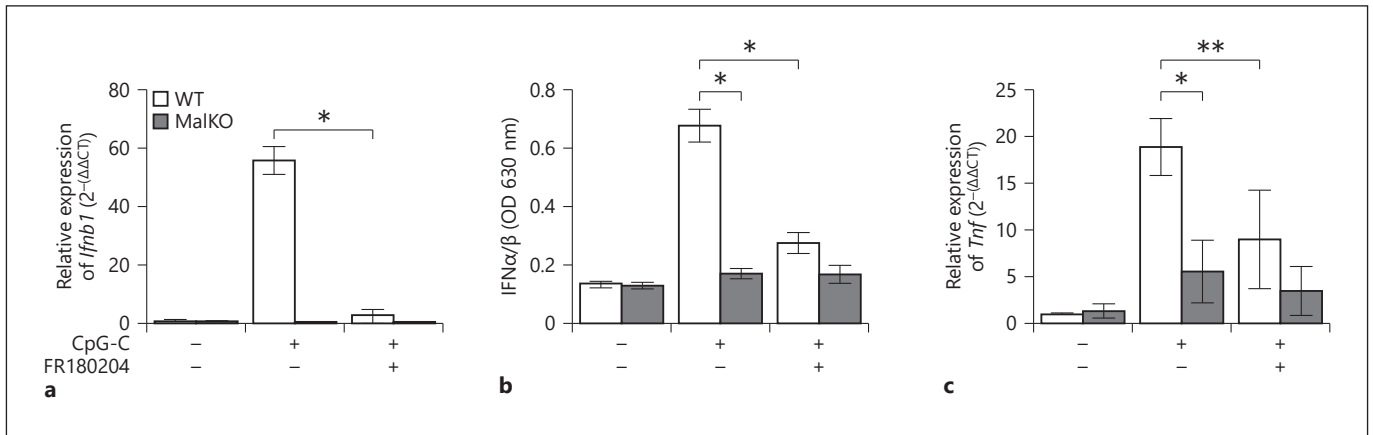 Relative expression
of Ifnb1 (2−(ΔΔCT))
80
60
40
20
0
WT
MalKO
*
CpG-C
– + +
FR180204
– – +
a
IFNα/β (OD 630 nm)
0.8
0.6
0.4
0.2
0
*
*
– + +
– – +
b
Relative expression
of Tnf (2−(ΔΔCT))
25
20
15
10
5
0
**
*
– + +
– – +
c